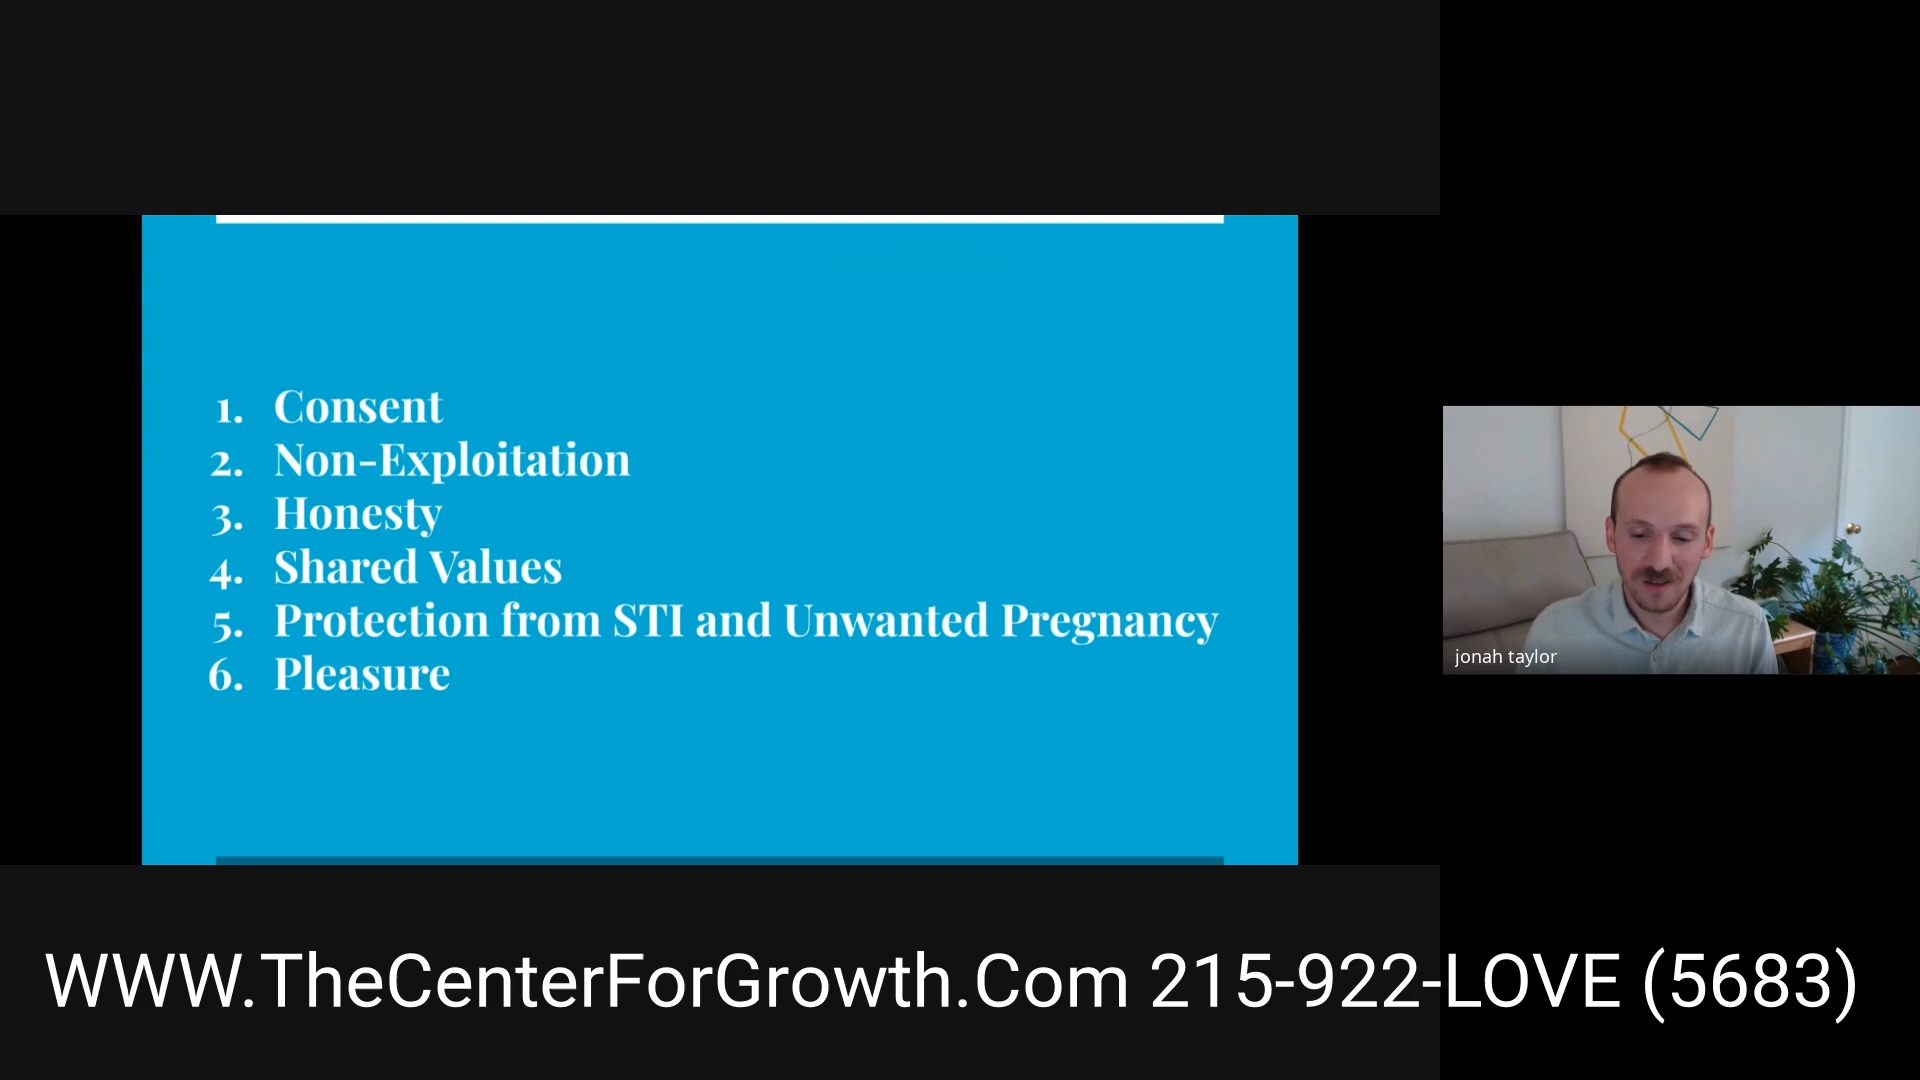 1. Consent
2. Non-Exploitation
3. Honesty
4. Shared Values
5. Protection from STI and Unwanted Pregnancy
6. Pleasure
jonah taylor
WWW.TheCenterForGrowth.Com 215-922-LOVE (5683)